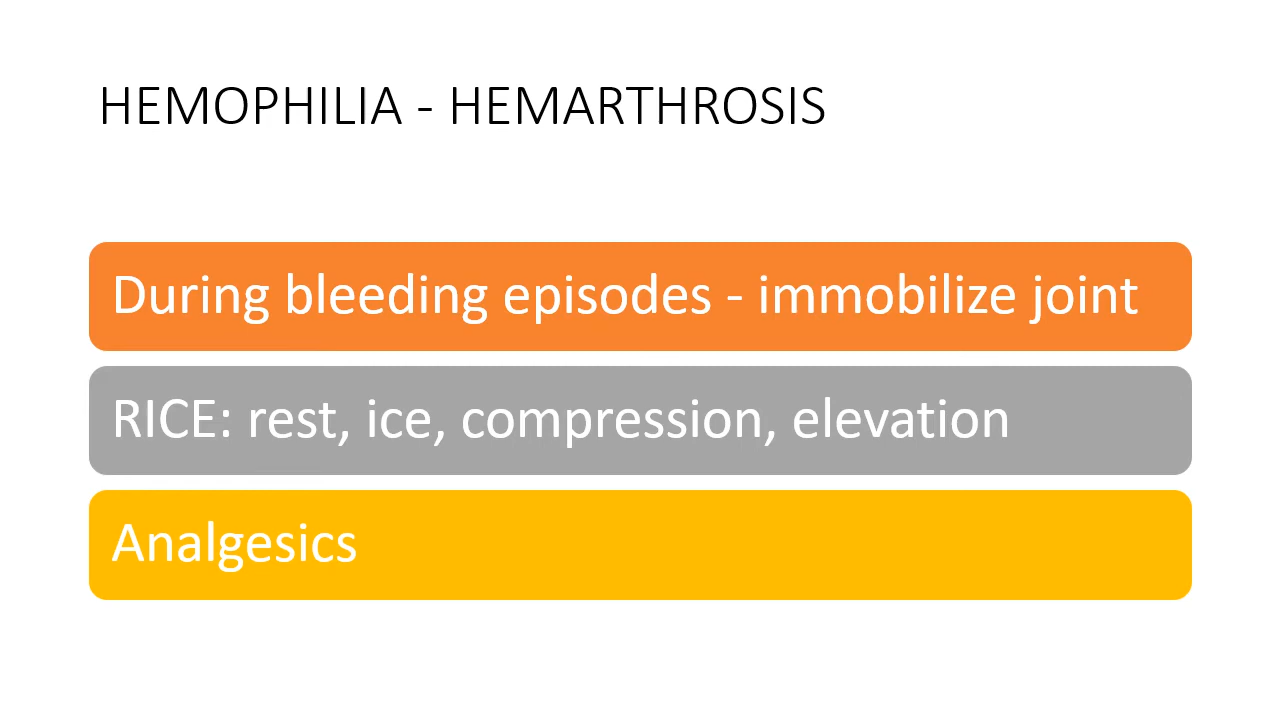 HEMOPHILIA - HEMARTHROSIS
During bleeding episodes - immobilize joint
RICE: rest, ice, compression, elevation
Analgesics